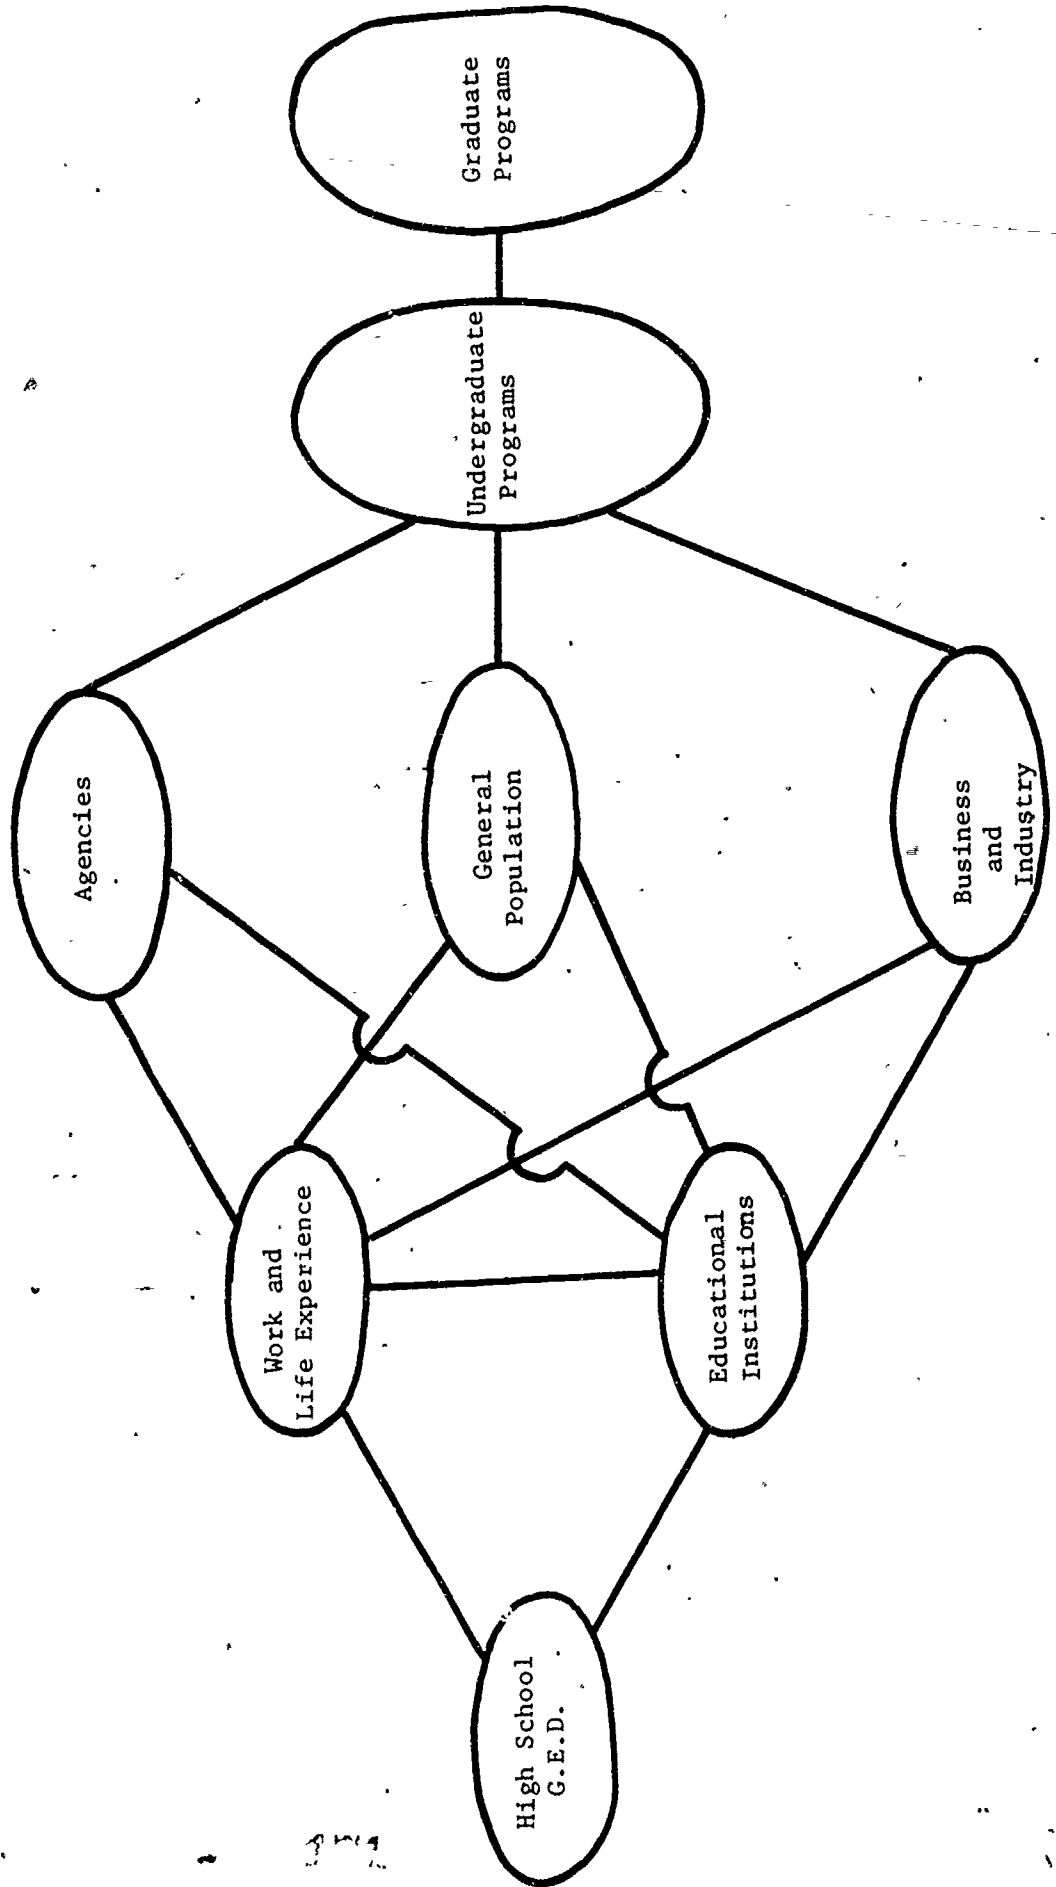 High School
G.E.D.
Work and
Life Experience
Educational
Institutions
Agencies
General
Population
Business
and
Industry
Undergraduate
Programs
Graduate
Programs